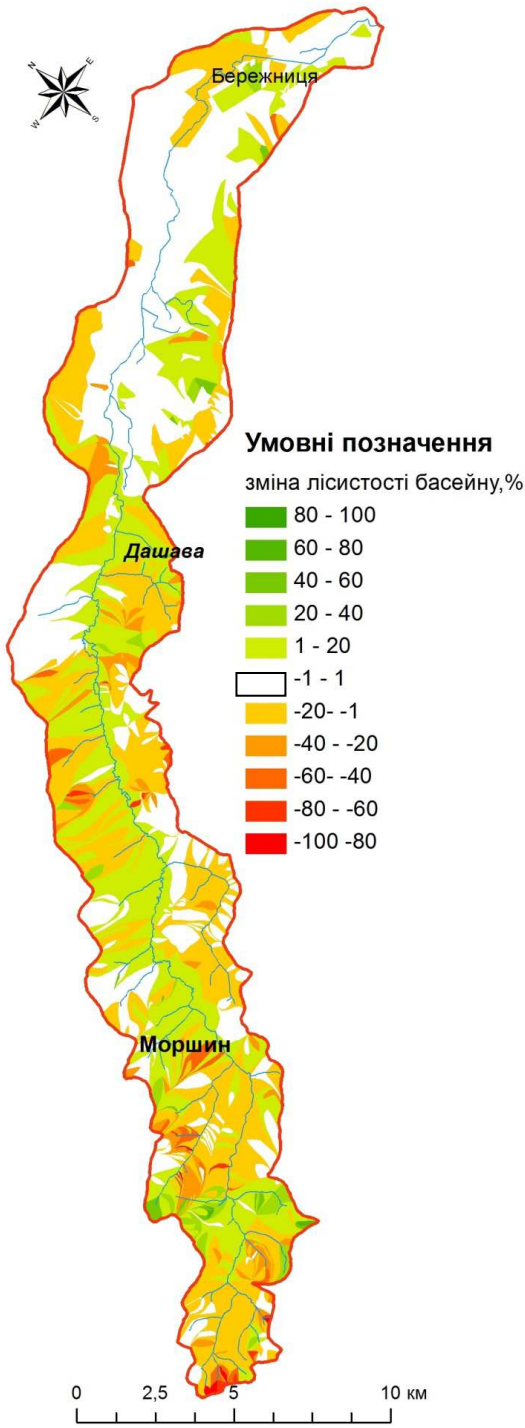 N
E
W
S
Бережниця
Умовні позначення
зміна лісистості басейну,%
80 - 100
60 - 80
40 - 60
20 - 40
1 - 20
-1 - 1
-20- -1
-40 - -20
-60- -40
-80 - -60
-100 -80
Дашава
Моршин
0 2,5 5 10 км